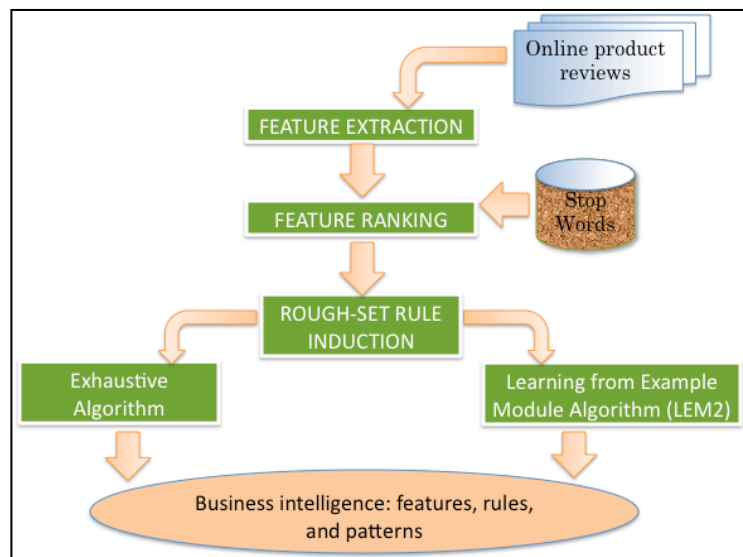 Online product
reviews
FEATURE EXTRACTION
FEATURE RANKING
Stop
Words
ROUGH-SET RULE
INDUCTION
Exhaustive
Algorithm
Learning from Example
Module Algorithm (LEM2)
Business intelligence: features, rules,
and patterns